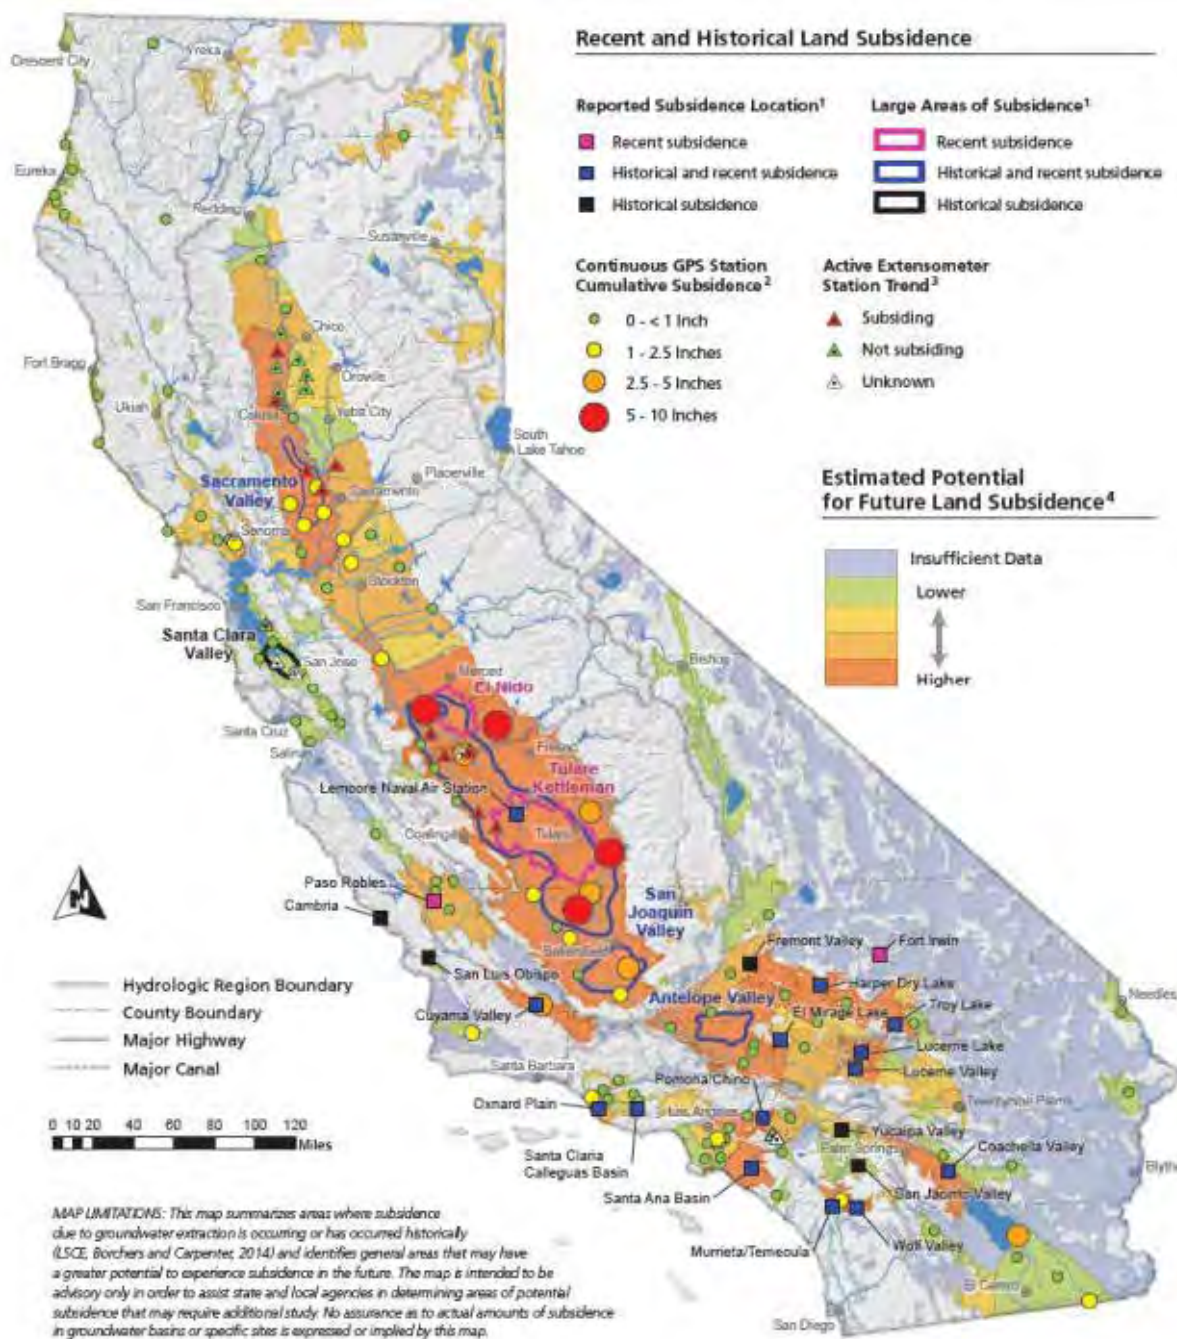 Recent and Historical Land Subsidence
Reported Subsidence Location1
Recent subsidence
Historical and recent subsidence
Historical subsidence
Large Areas of Subsidence1
Recent subsidence
Historical and recent subsidence
Historical subsidence
Continuous GPS Station
Cumulative Subsidence2
0 - < 1 Inch
1 - 2.5 Inches
2.5 - 5 Inches
5 - 10 Inches
Active Extensometer
Station Trend3
Subsiding
Not subsiding
Unknown
Estimated Potential
for Future Land Subsidence4
Insufficient Data
Lower
Higher
Crescent City
Yreka
Eureka
Redding
Susanville
Chico
Fort Bragg
Oroville
Ukiah
Colusa
Yuba City
South
Lake Tahoe
Placerville
Sacramento
Valley
Sacramento
Sonoma
Stockton
San Francisco
Santa Clara
Valley
San Jose
Bishop
Merced
El Nido
Santa Cruz
Salinas
Fresno
Tulare
Kettleman
Lemoore Naval Air Station
Coalinga
Tulare
Paso Robles
Cambria
San
Joaquin
Valley
Bakersfield
Fremont Valley
Fort Irwin
San Luis Obispo
Harper Dry Lake
Needles
Antelope Valley
Troy Lake
Cuyama Valley
El Mirage Lake
Lucerne Lake
Lucerne Valley
Santa Barbara
Pomona/Chino
Twentynine Palms
Oxnard Plain
Los Angeles
Yucaipa Valley
Santa Claria
Calleguas Basin
Coachella Valley
Blythe
Santa Ana Basin
San Jacinto Valley
Murrieta/Temecula
Wolf Valley
El Centro
San Diego
N
Hydrologic Region Boundary
County Boundary
Major Highway
Major Canal
0 10 20 40 60 80 100 120
Miles
MAP LIMITATIONS: This map summarizes areas where subsidence
due to groundwater extraction is occurring or has occurred historically
(LSCE, Borchers and Carpenter, 2014) and identifies general areas that may have
a greater potential to experience subsidence in the future. The map is intended to be
advisory only in order to assist state and local agencies in determining areas of potential
subsidence that may require additional study. No assurance as to actual amounts of subsidence
in groundwater basins or specific sites is expressed or implied by this map.